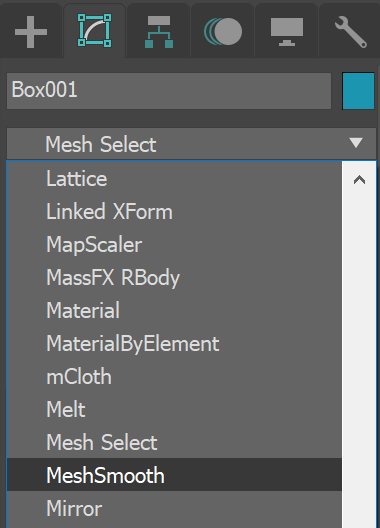 Box001
Mesh Select
Lattice
Linked XForm
MapScaler
MassFX RBody
Material
MaterialByElement
mCloth
Melt
Mesh Select
MeshSmooth
Mirror